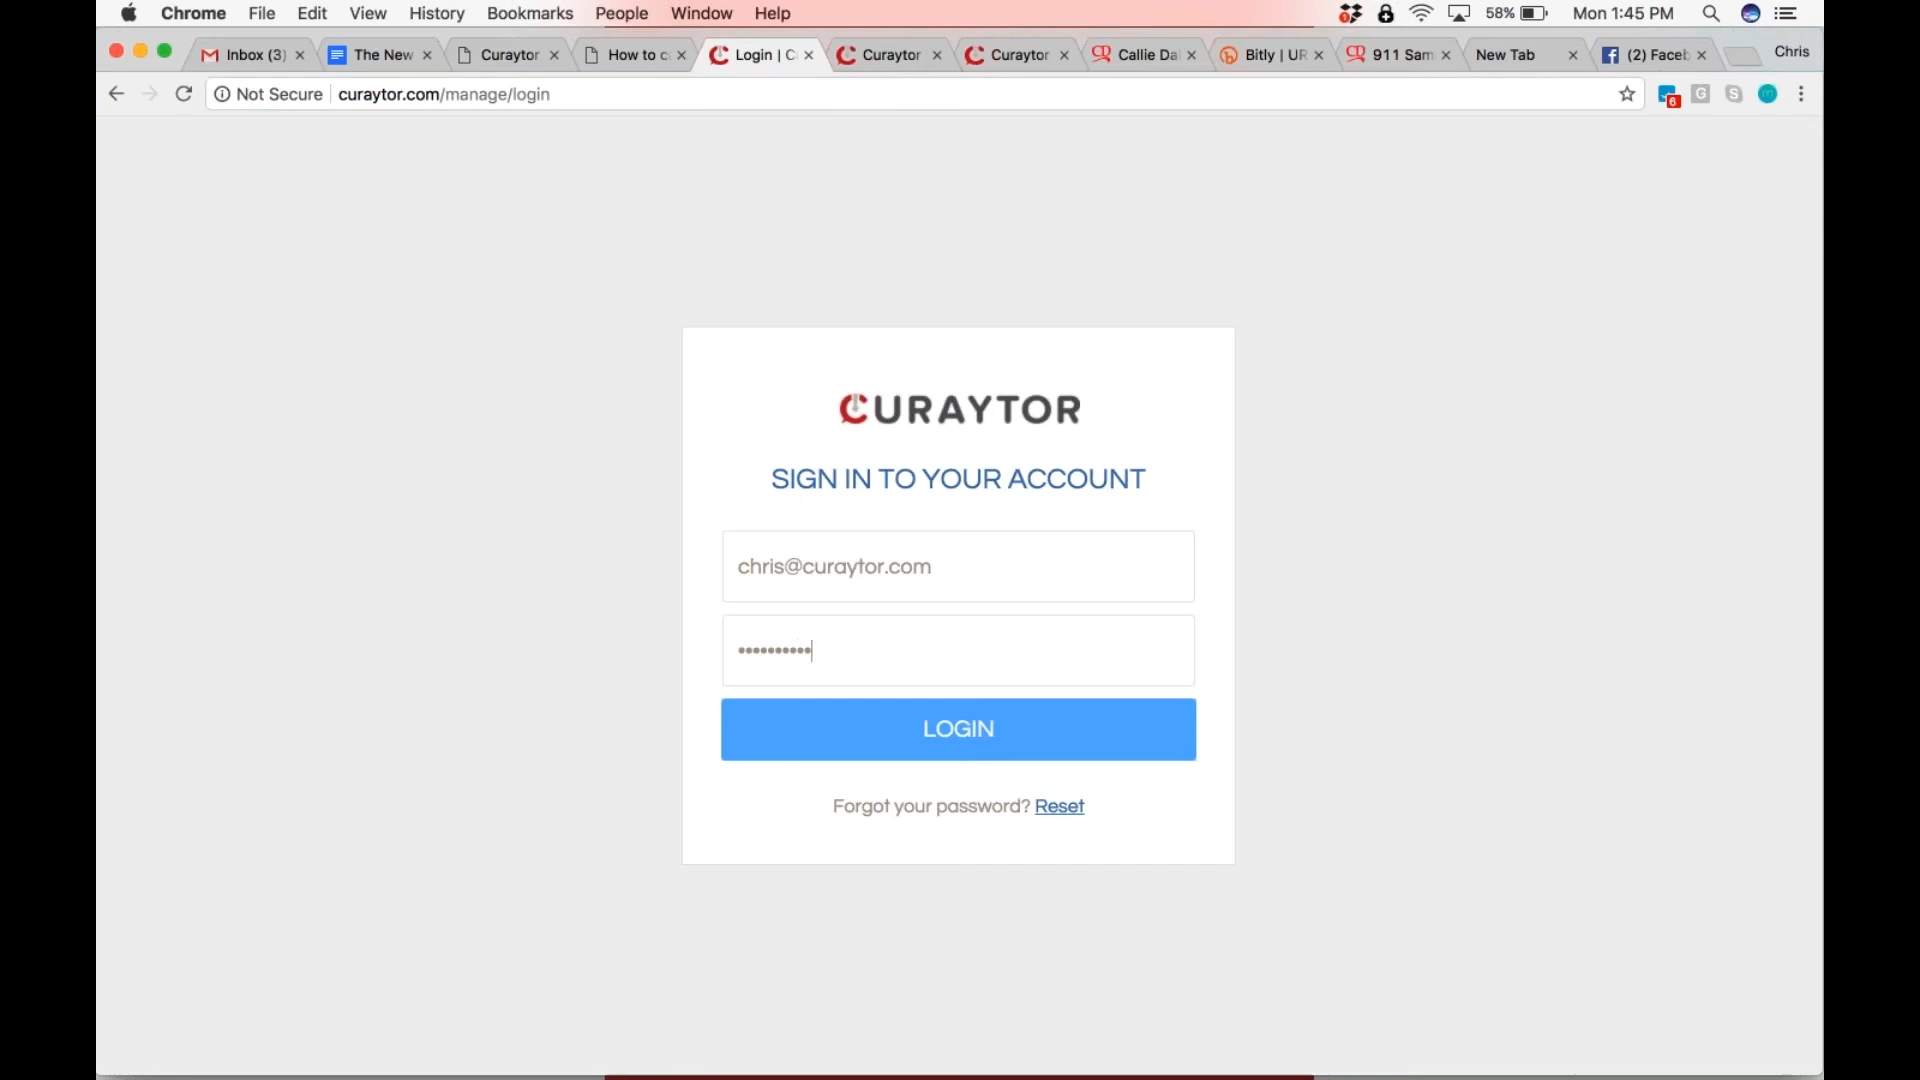 Chrome File Edit View History Bookmarks People Window Help 58% Mon 1:45 PM
Inbox (3) The New Curaytor How to c Login | C Curaytor Curaytor Callie Da Bitly | UR 911 Sam New Tab (2) Faceb Chris
Not Secure curaytor.com/manage/login 6 G S
CURAYTOR
SIGN IN TO YOUR ACCOUNT
chris@curaytor.com
••••••••••
LOGIN
Forgot your password? Reset